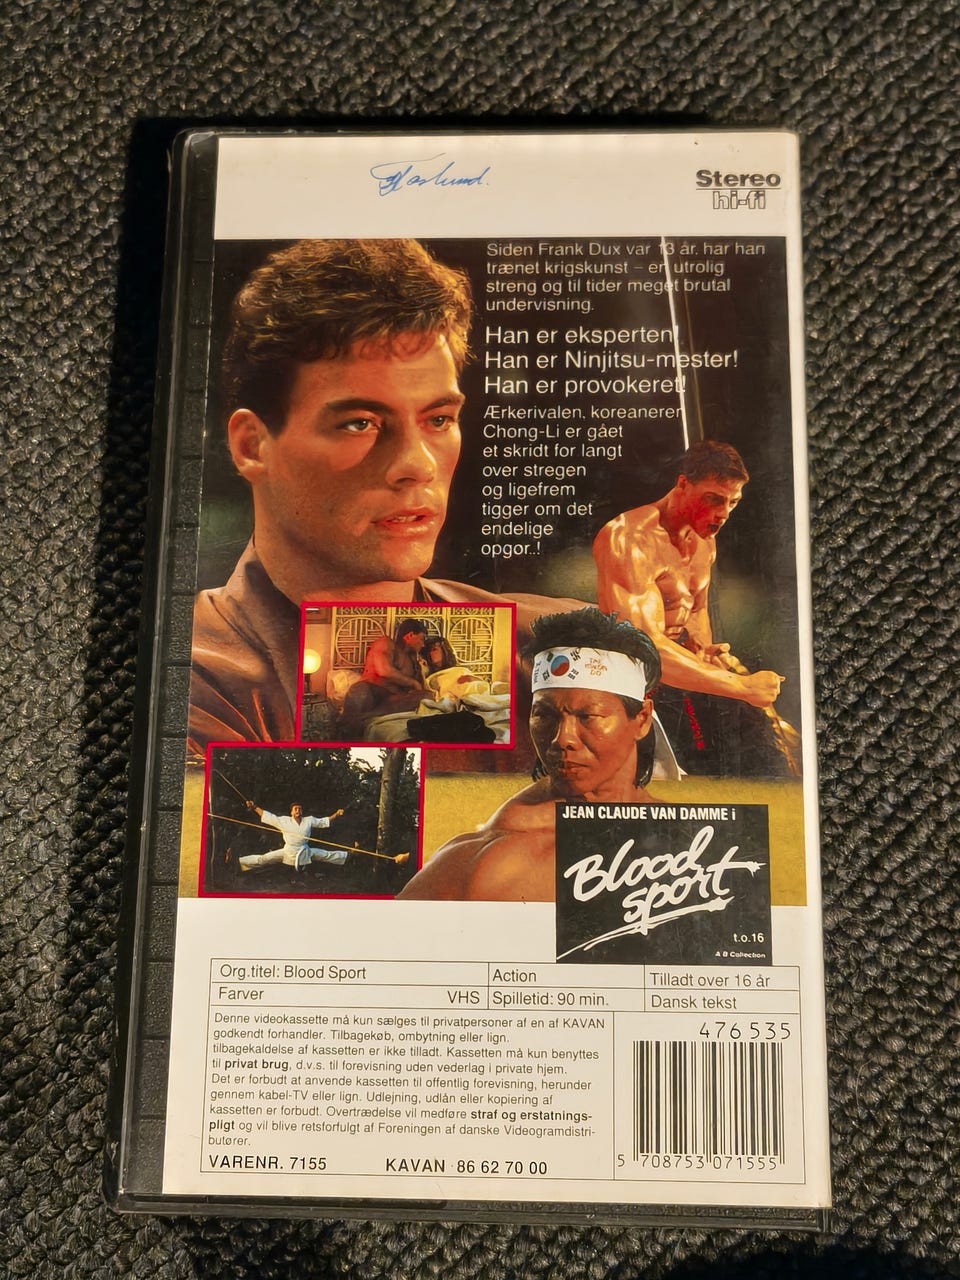 Haslund.
Stereo
hi-fi
Siden Frank Dux var 13 år. har han
trænet krigskunst – en utrolig
streng og til tider meget brutal
undervisning.
Han er eksperten!
Han er Ninjitsu-mester!
Han er provokeret!
Ærkerivalen, koreaneren
Chong-Li er gået
et skridt for langt
over stregen
og ligefrem
tigger om det
endelige
opgør..!
JEAN CLAUDE VAN DAMME i
Blood
sport
t.o.16
A B Collection
Org.titel: Blood Sport
Action
Tilladt over 16 år
Farver
VHS
Spilletid: 90 min.
Dansk tekst
Denne videokassette må kun sælges til privatpersoner af en af KAVAN
godkendt forhandler. Tilbagekøb, ombytning eller lign.
tilbagekaldelse af kassetten er ikke tilladt. Kassetten må kun benyttes
til privat brug, d.v.s. til forevisning uden vederlag i private hjem.
Det er forbudt at anvende kassetten til offentlig forevisning, herunder
gennem kabel-TV eller lign. Udlejning, udlån eller kopiering af
kassetten er forbudt. Overtrædelse vil medføre straf og erstatnings-
pligt og vil blive retsforfulgt af Foreningen af danske Videogramdistri-
butører.
VARENR. 7155
KAVAN · 86 62 70 00
476535
5 708753 071555